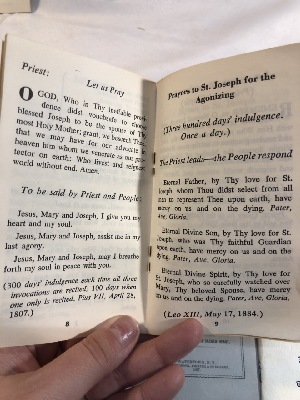 Priest:
Let us Pray
O GOD, Who in Thy ineffable provi-
dence didst vouchsafe to choose
blessed Joseph to be the spouse of Thy
most Holy Mother; grant, we beseech Thee,
that we may have for our advocate in
heaven him whom we venerate as our pro-
tector on earth: Who livest and reignest
world without end. Amen.
To be said by Priest and People
Jesus, Mary and Joseph, I give you my
heart and my soul.
Jesus, Mary and Joseph, assist me in my
last agony.
Jesus, Mary and Joseph, may I breathe
forth my soul in peace with you.
(300 days' indulgence each time all three
invocations are recited, 100 days when
one only is recited. Pius VII, April 28,
1807.)
8
Prayers to St. Joseph for the
Agonizing
(Three hundred days' indulgence.
Once a day.)
The Priest leads—the People respond
Eternal Father, by Thy love for St.
Joseph whom Thou didst select from all
men to represent Thee upon earth, have
mercy on us and on the dying. Pater,
Ave, Gloria.
Eternal Divine Son, by Thy love for St.
Joseph, who was Thy faithful Guardian
upon earth, have mercy on us and on the
dying. Pater, Ave. Gloria.
Eternal Divine Spirit, by Thy love for
St. Joseph, who so carefully watched over
Mary, Thy beloved Spouse, have mercy
on us and on the dying. Pater, Ave, Gloria.
(Leo XIII, May 17, 1884.)
9